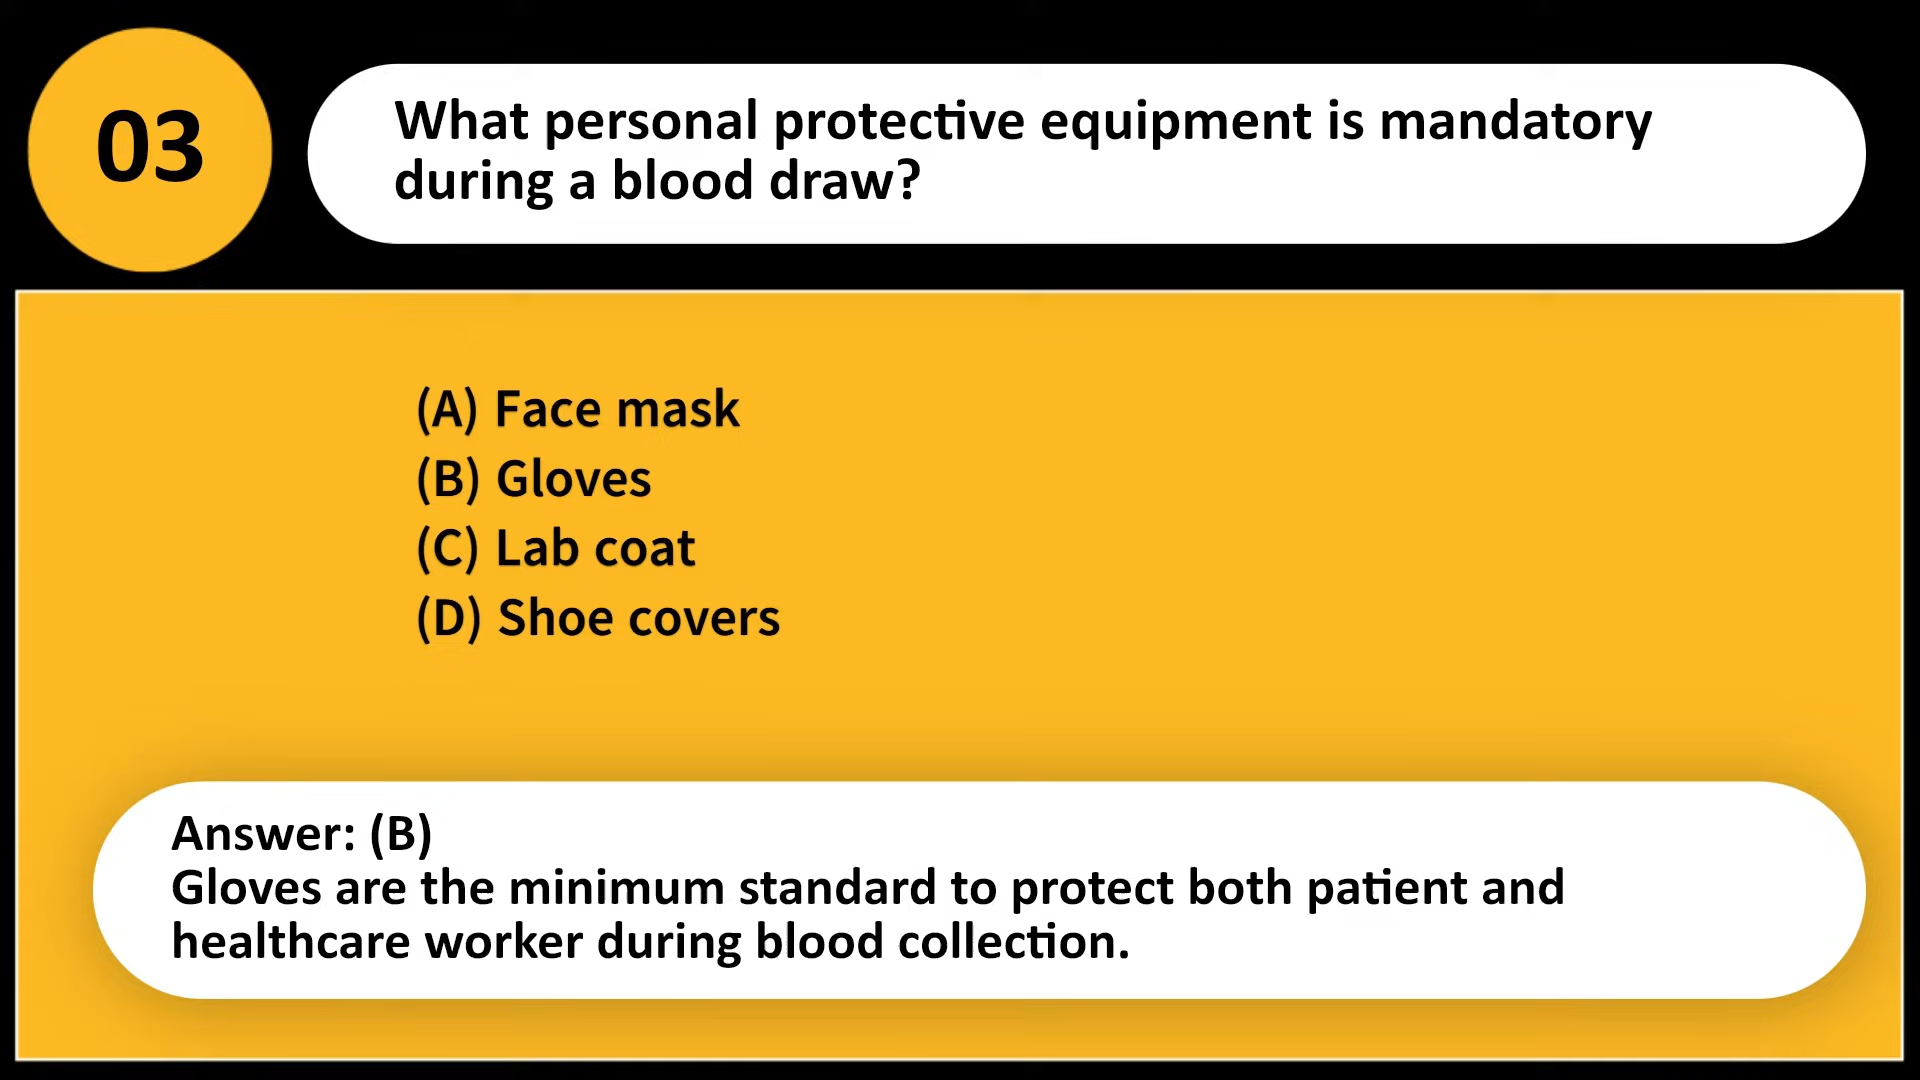 03
What personal protective equipment is mandatory
during a blood draw?
(A) Face mask
(B) Gloves
(C) Lab coat
(D) Shoe covers
Answer: (B)
Gloves are the minimum standard to protect both patient and
healthcare worker during blood collection.